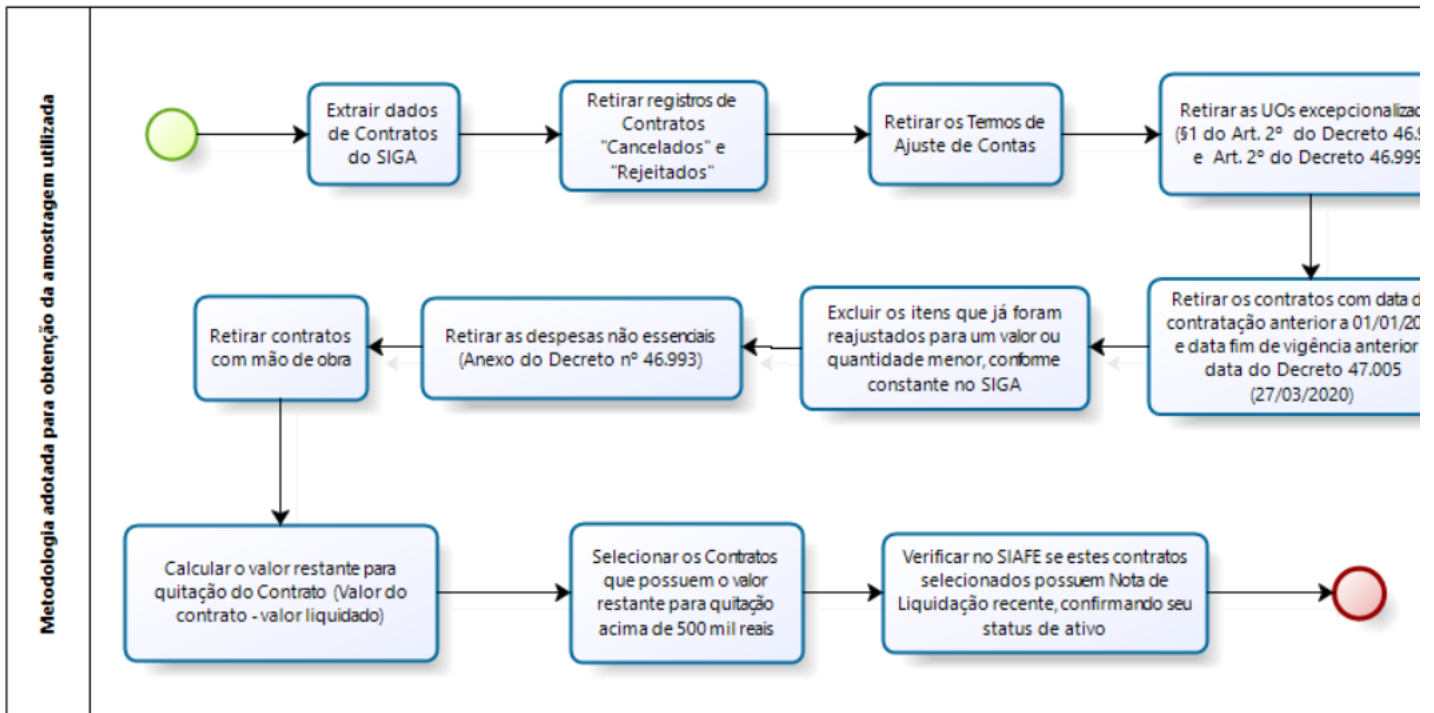 Metodologia adotada para obtenção da amostragem utilizada
Extrair dados
de Contratos
do SIGA
Retirar registros de
Contratos
"Cancelados" e
"Rejeitados"
Retirar os Termos de
Ajuste de Contas
Retirar as UOs
(§1 do Art. 2º do Decreto
e Art. 2º do Decreto 46.999
Retirar os contratos com data
contratação anterior a
e data fim de vigência anterior
data do Decreto 47.005
(27/03/2020)
Excluir os itens que já foram
reajustados para um valor ou
quantidade menor, conforme
constante no SIGA
Retirar as despesas não essenciais
(Anexo do Decreto nº 46.993)
Retirar contratos
com mão de obra
Calcular o valor restante para
quitação do Contrato (Valor do
contrato - valor liquidado)
Selecionar os Contratos
que possuem o valor
restante para quitação
acima de 500 mil reais
Verificar no SIAFE se estes contratos
selecionados possuem Nota de
Liquidação recente, confirmando seu
status de ativo